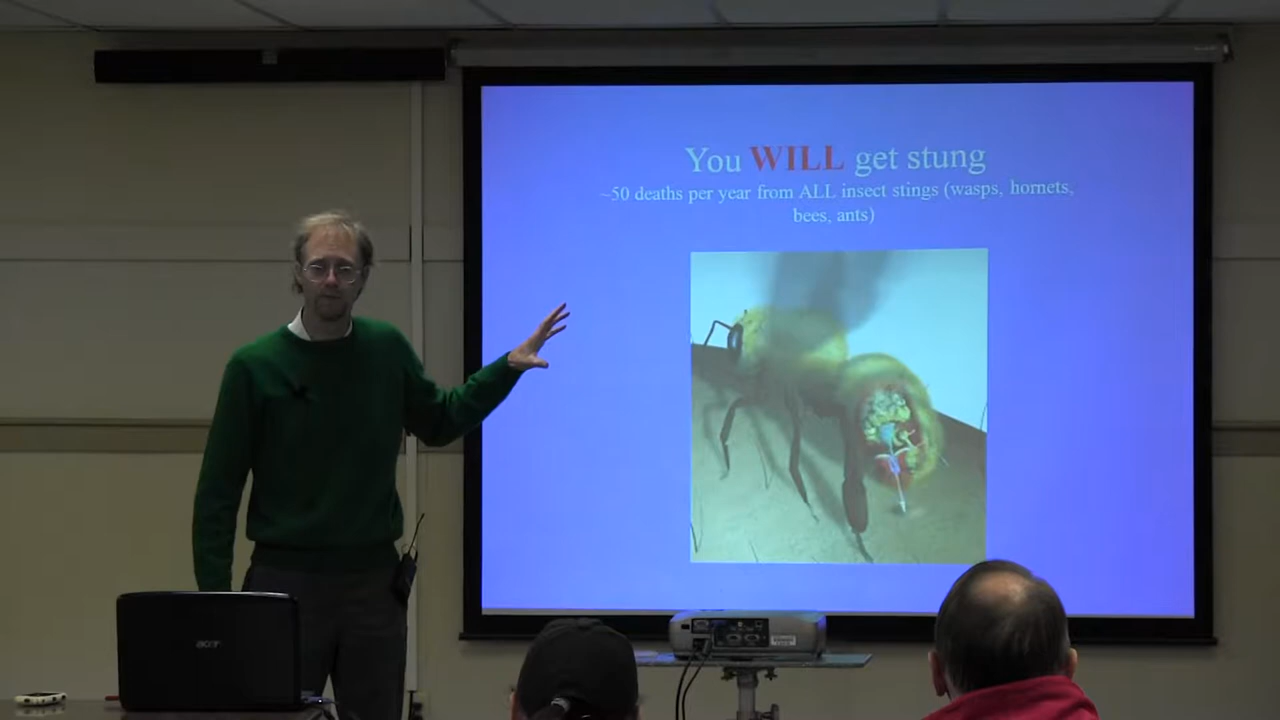 You WILL get stung
~50 deaths per year from ALL insect stings (wasps, hornets,
bees, ants)
acer